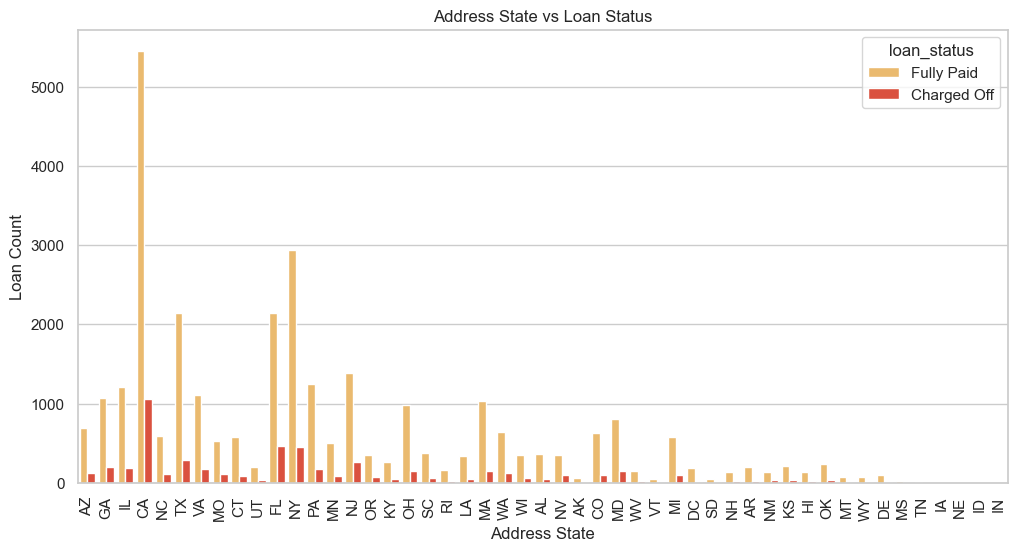 Address State vs Loan Status
loan_status
Fully Paid
Charged Off
Loan Count
5000
4000
3000
2000
1000
0
AZ GA IL CA NC TX VA MO CT UT FL NY PA MN NJ OR KY OH SC RI LA MA WA WI AL NV AK CO MD WV VT MI DC SD NH AR NM KS HI OK MT WY DE MS TN IA NE ID IN
Address State